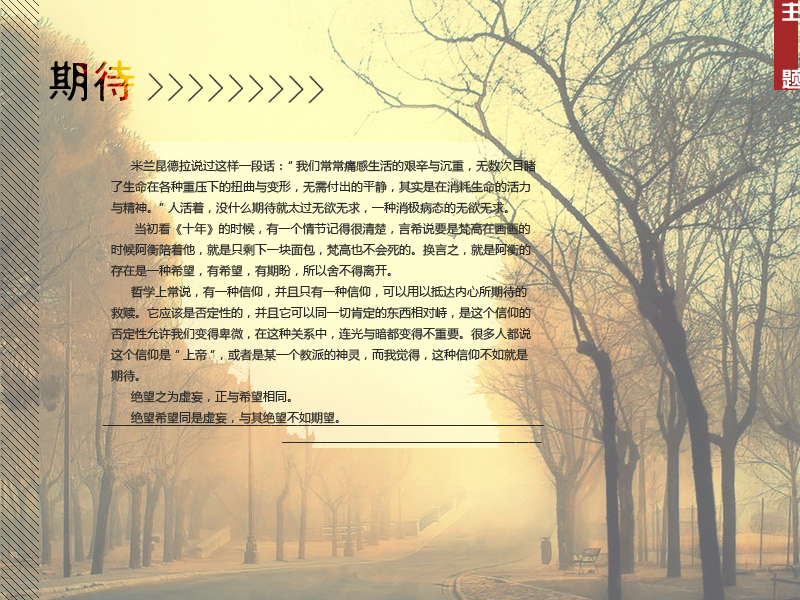 主
题
期待
米兰昆德拉说过这样一段话：“我们常常痛感生活的艰辛与沉重，无数次目睹
了生命在各种重压下的扭曲与变形，无需付出的平静，其实是在消耗生命的活力
与精神。”人活着，没什么期待就太过无欲无求，一种消极病态的无欲无求。
当初看《十年》的时候，有一个情节记得很清楚，言希说要是梵高在画画的
时候阿衡陪着他，就是只剩下一块面包，梵高也不会死的。换言之，就是阿衡的
存在是一种希望，有希望，有期盼，所以舍不得离开。
哲学上常说，有一种信仰，并且只有一种信仰，可以用以抵达内心所期待的
救赎。它应该是否定性的，并且它可以同一切肯定的东西相对峙，是这个信仰的
否定性允许我们变得卑微，在这种关系中，连光与暗都变得不重要。很多人都说
这个信仰是“上帝”，或者是某一个教派的神灵，而我觉得，这种信仰不如就是
期待。
绝望之为虚妄，正与希望相同。
绝望希望同是虚妄，与其绝望不如期望。